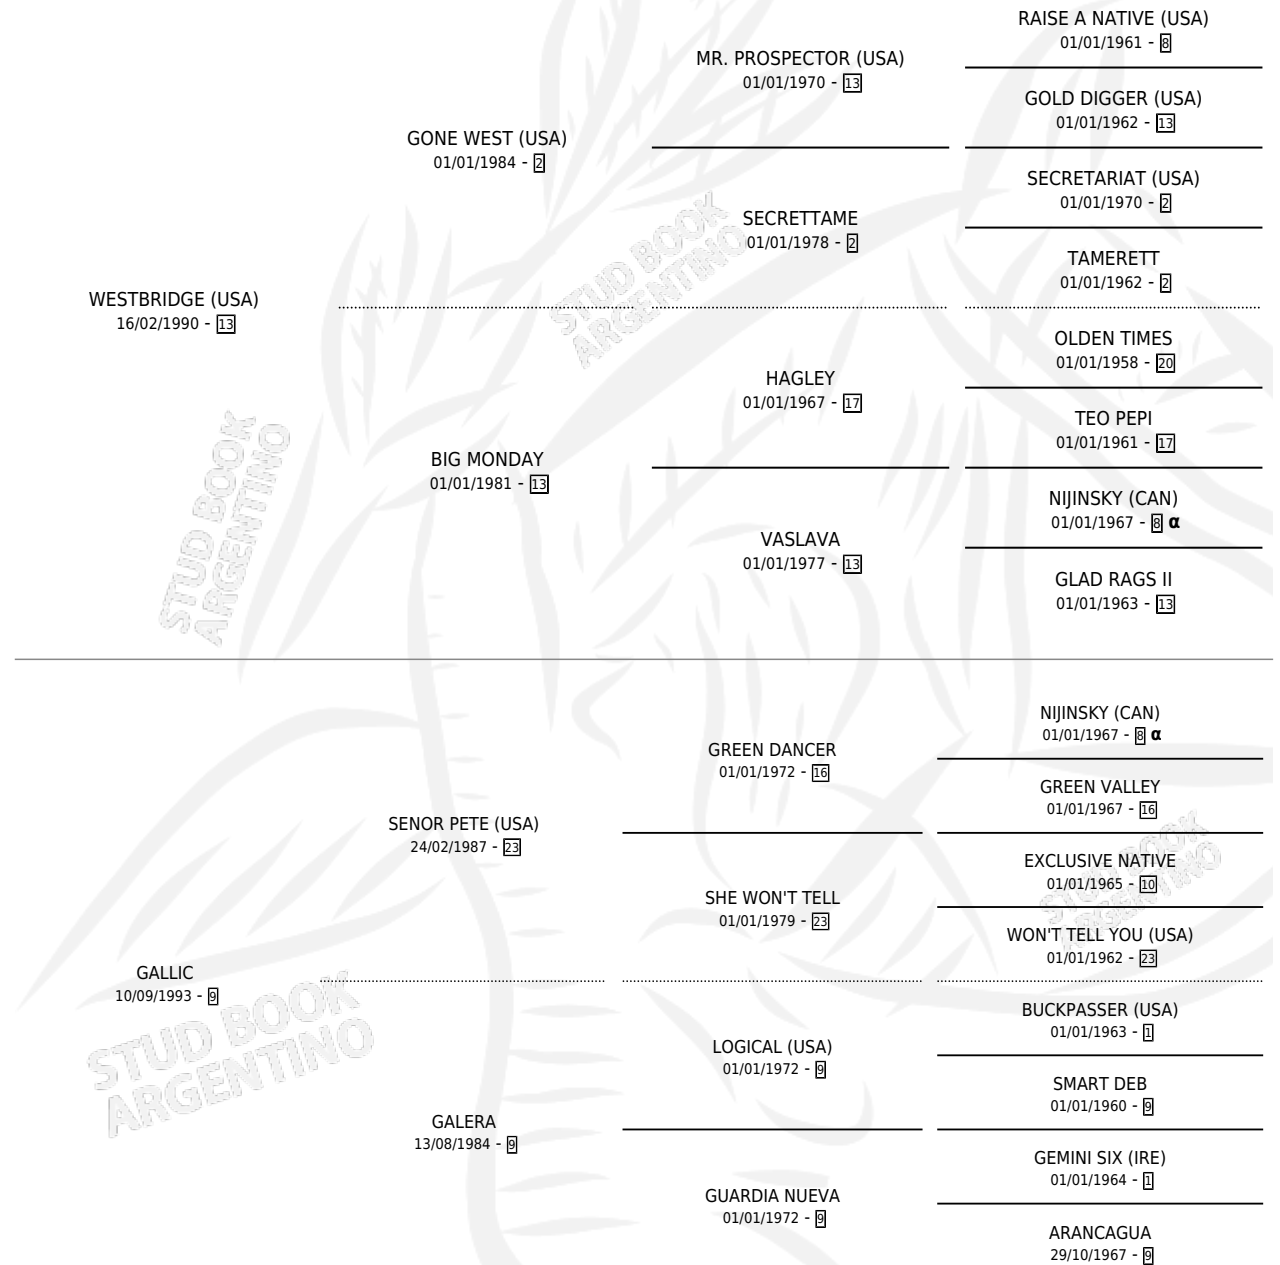 RAISE A NATIVE (USA)
01/01/1961 - 8
MR. PROSPECTOR (USA)
01/01/1970 - 13
GOLD DIGGER (USA)
01/01/1962 - 13
GONE WEST (USA)
01/01/1984 - 2
SECRETARIAT (USA)
01/01/1970 - 2
SECRETTAME
01/01/1978 - 2
TAMERETT
01/01/1962 - 2
STUD BOOK
ARGENTINO
WESTBRIDGE (USA)
16/02/1990 - 13
OLDEN TIMES
01/01/1958 - 20
HAGLEY
01/01/1967 - 17
TEO PEPI
01/01/1961 - 17
BIG MONDAY
01/01/1981 - 13
NIJINSKY (CAN)
01/01/1967 - 8 α
VASLAVA
01/01/1977 - 13
GLAD RAGS II
01/01/1963 - 13
STUD BOOK
ARGENTINO
NIJINSKY (CAN)
01/01/1967 - 8 α
GREEN DANCER
01/01/1972 - 16
GREEN VALLEY
01/01/1967 - 16
SENOR PETE (USA)
24/02/1987 - 23
EXCLUSIVE NATIVE
01/01/1965 - 10
SHE WON'T TELL
01/01/1979 - 23
WON'T TELL YOU (USA)
01/01/1962 - 23
STUD BOOK
ARGENTINO
GALLIC
10/09/1993 - 9
BUCKPASSER (USA)
01/01/1963 - 1
LOGICAL (USA)
01/01/1972 - 9
SMART DEB
01/01/1960 - 9
GALERA
13/08/1984 - 9
GEMINI SIX (IRE)
01/01/1964 - 1
GUARDIA NUEVA
01/01/1972 - 9
ARANCAGUA
29/10/1967 - 9
STUD BOOK
ARGENTINO